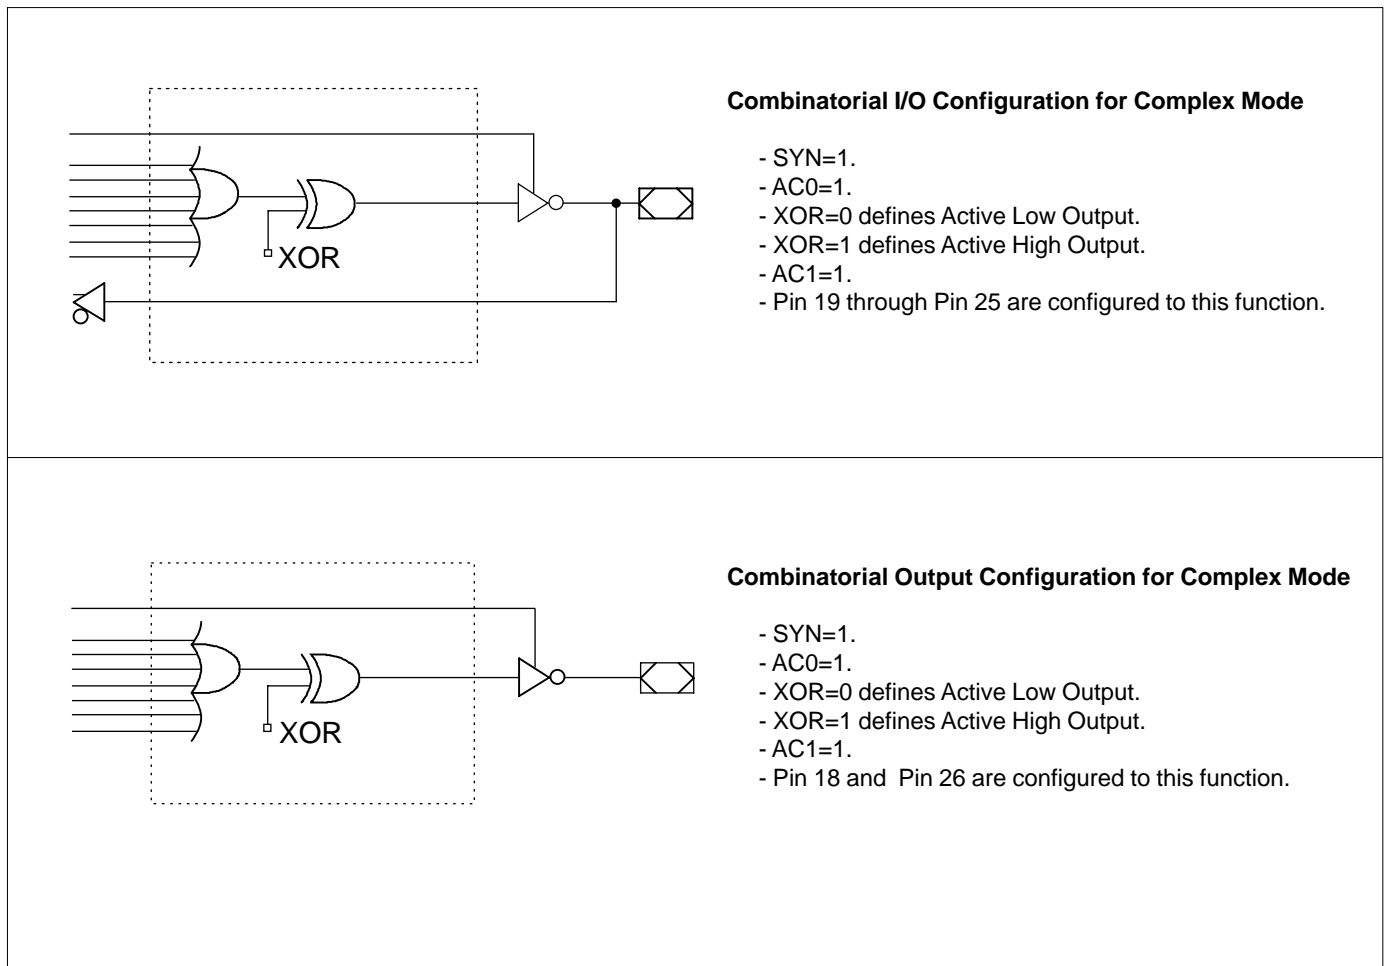 Combinatorial I/O Configuration for Complex Mode
- SYN=1.
- AC0=1.
- XOR=0 defines Active Low Output.
- XOR=1 defines Active High Output.
- AC1=1.
- Pin 19 through Pin 25 are configured to this function.
XOR
Combinatorial Output Configuration for Complex Mode
- SYN=1.
- AC0=1.
- XOR=0 defines Active Low Output.
- XOR=1 defines Active High Output.
- AC1=1.
- Pin 18 and  Pin 26 are configured to this function.
XOR